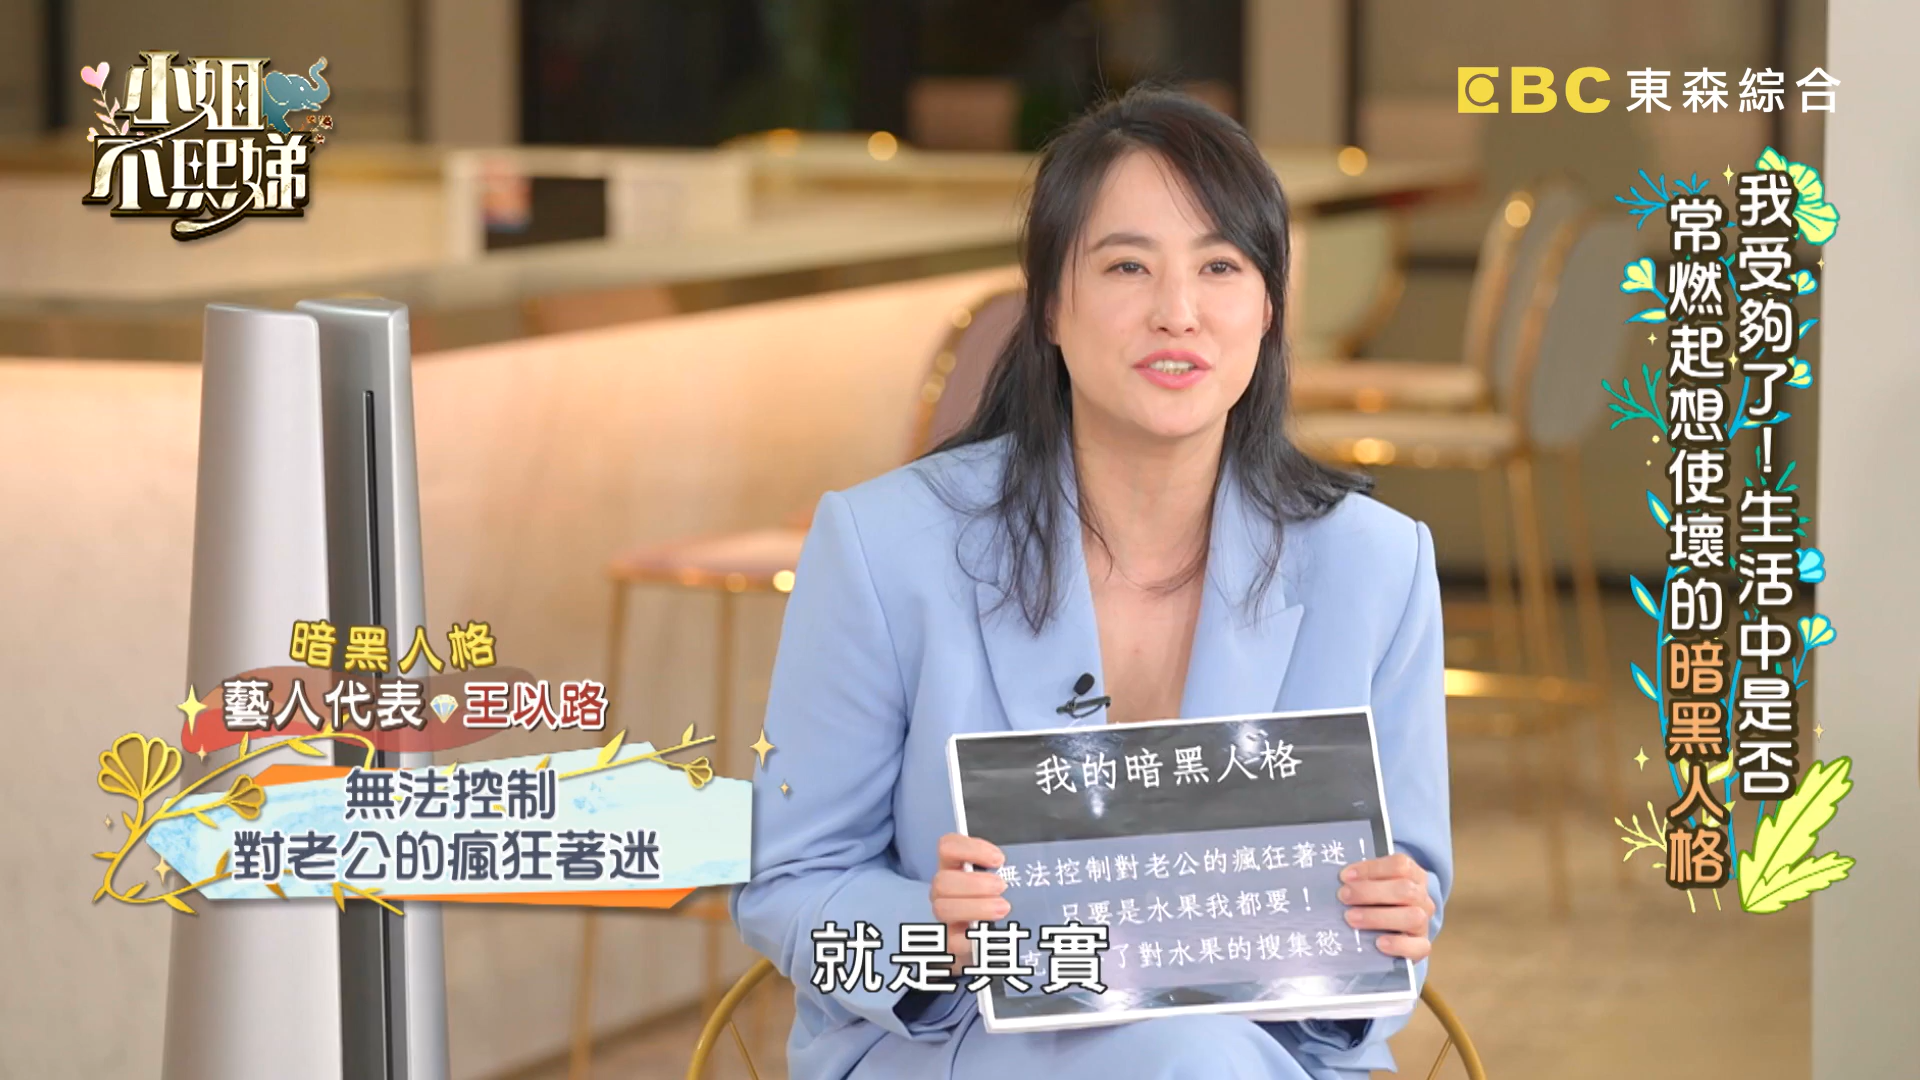 小姐
不熙娣
EBC 東森綜合
我受夠了!生活中是否
常燃起想使壞的暗黑人格
暗黑人格
藝人代表 王以路
無法控制
對老公的瘋狂著迷
我的暗黑人格
無法控制對老公的瘋狂著迷!
只要是水果我都要!
克 了對水果的搜集慾!
就是其實